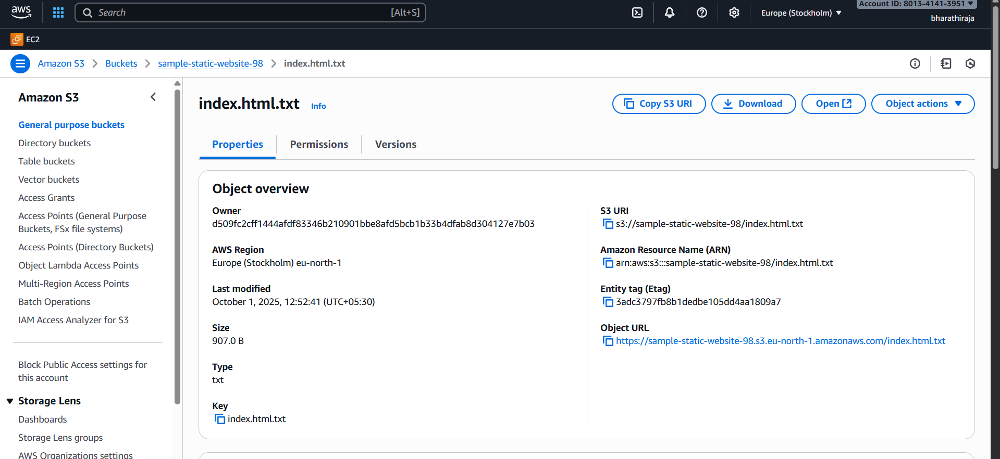 aws
Search
[Alt+S]
Europe (Stockholm)
Account ID: 8013-4141-3951
bharathiraja
EC2
Amazon S3
Buckets
sample-static-website-98
index.html.txt
Amazon S3
General purpose buckets
Directory buckets
Table buckets
Vector buckets
Access Grants
Access Points (General Purpose
Buckets, FSx file systems)
Access Points (Directory Buckets)
Object Lambda Access Points
Multi-Region Access Points
Batch Operations
IAM Access Analyzer for S3
Block Public Access settings for
this account
Storage Lens
Dashboards
Storage Lens groups
AWS Organizations settings
index.html.txt
Info
Copy S3 URI
Download
Open
Object actions
Properties
Permissions
Versions
Object overview
Owner
d509fc2cff1444afdf83346b210901bbe8afd5bcb1b33b4dfab8d304127e7b03
AWS Region
Europe (Stockholm) eu-north-1
Last modified
October 1, 2025, 12:52:41 (UTC+05:30)
Size
907.0 B
Type
txt
Key
index.html.txt
S3 URI
s3://sample-static-website-98/index.html.txt
Amazon Resource Name (ARN)
arn:aws:s3:::sample-static-website-98/index.html.txt
Entity tag (Etag)
3adc3797fb8b1dedbe105dd4aa1809a7
Object URL
https://sample-static-website-98.s3.eu-north-1.amazonaws.com/index.html.txt